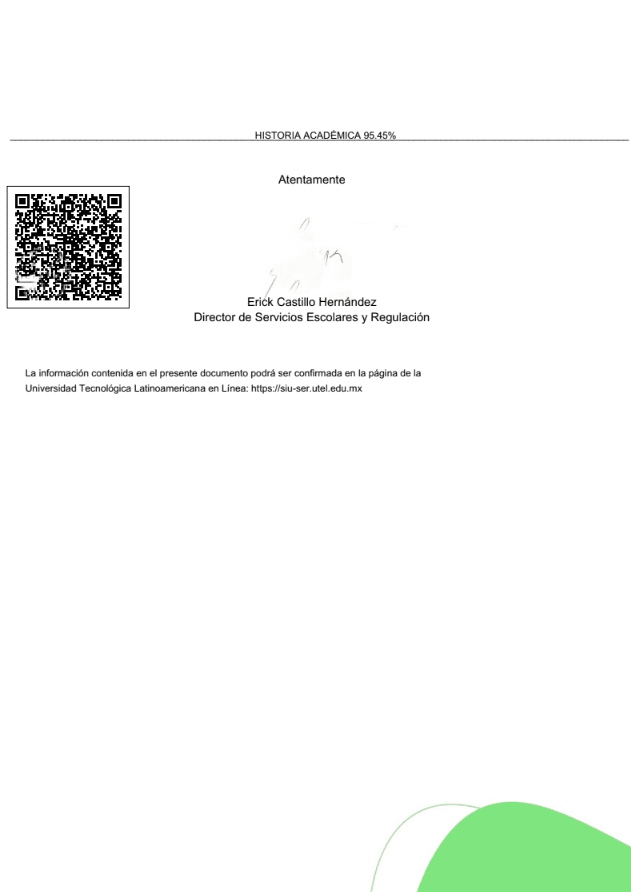 HISTORIA ACADÉMICA 95.45%
Atentamente
Erick Castillo Hernández
Director de Servicios Escolares y Regulación
La información contenida en el presente documento podrá ser confirmada en la página de la
Universidad Tecnológica Latinoamericana en Línea: https://siu-ser.utel.edu.mx